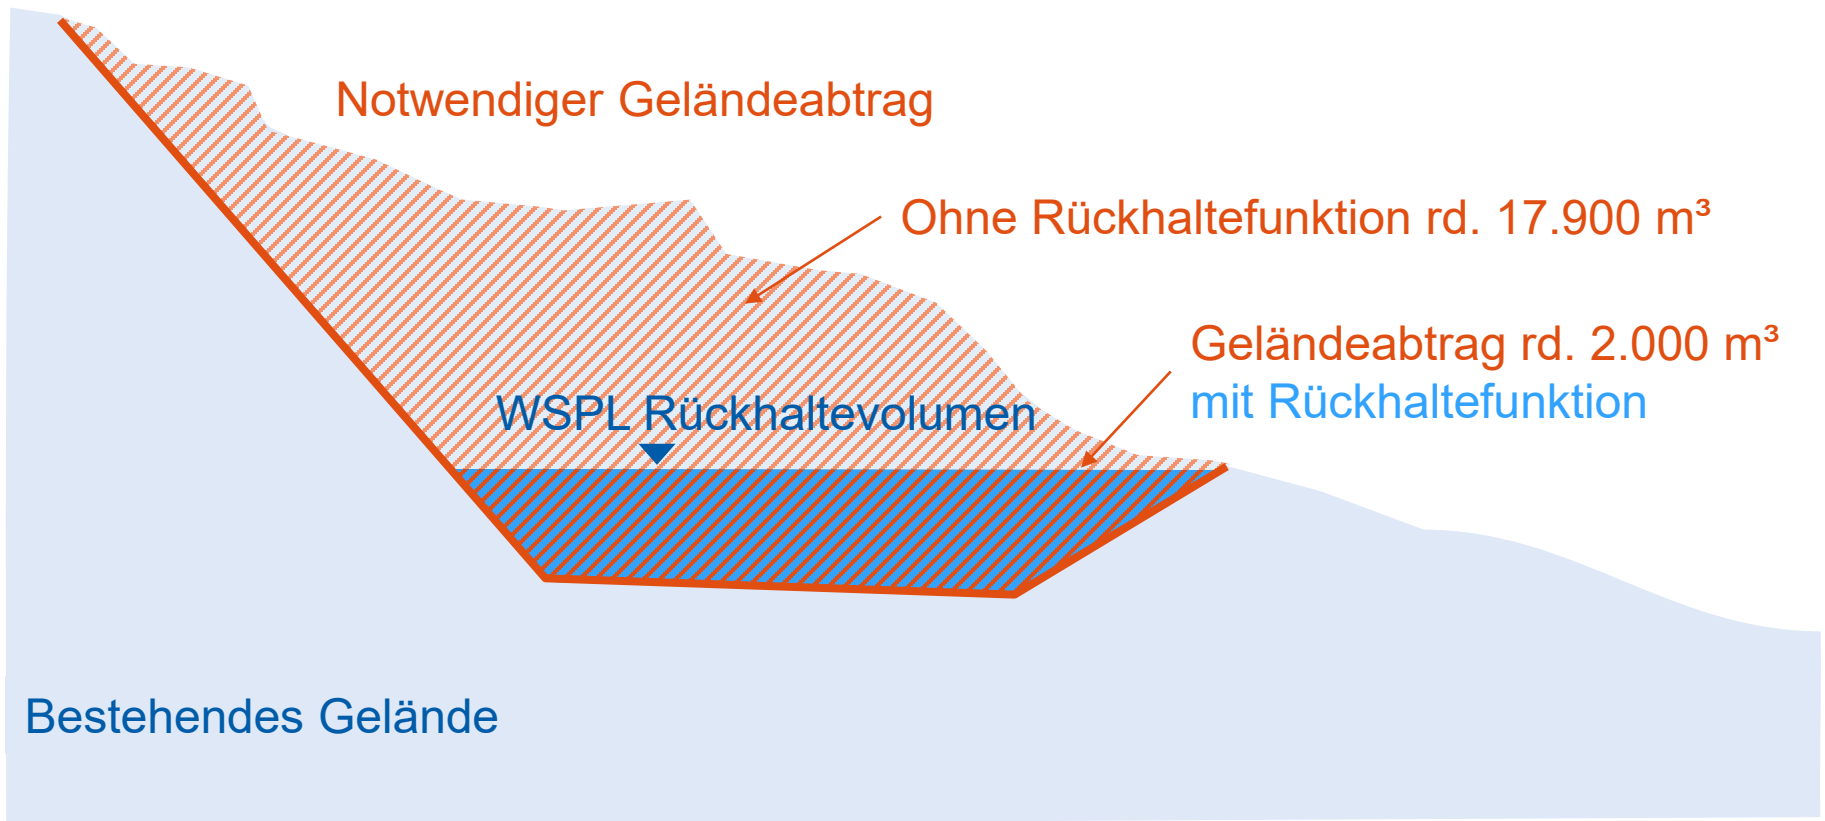 Notwendiger Geländeabtrag
Ohne Rückhaltefunktion rd. 17.900 m³
Geländeabtrag rd. 2.000 m³
mit Rückhaltefunktion
WSPL Rückhaltevolumen
Bestehendes Gelände